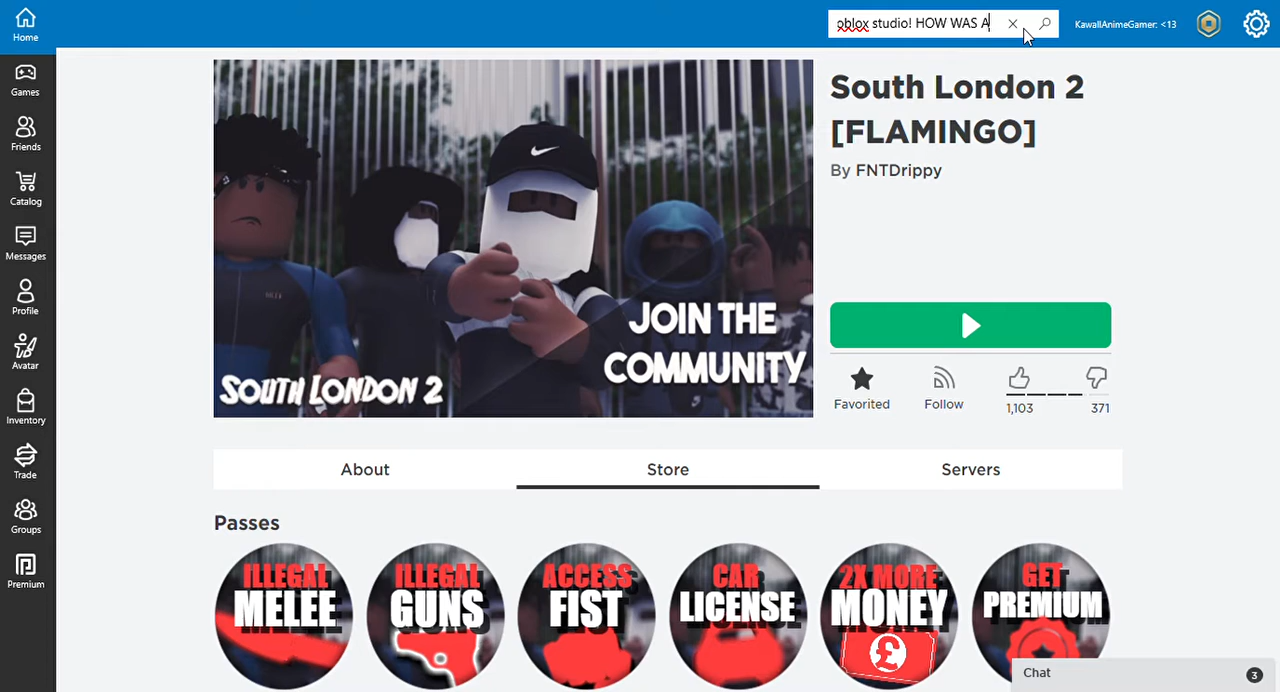 Home
oblox studio! HOW WAS A
KawaIIAnimeGamer: <13
Games
Friends
Catalog
Messages
Profile
Avatar
Inventory
Trade
Groups
Premium
SOUTH LONDON 2
JOIN THE
COMMUNITY
South London 2
[FLAMINGO]
By FNTDrippy
Favorited
Follow
1,103
371
About
Store
Servers
Passes
ILLEGAL
MELEE
ILLEGAL
GUNS
ACCESS
FIST
CAR
LICENSE
2X MORE
MONEY
£
GET
PREMIUM
Chat
3